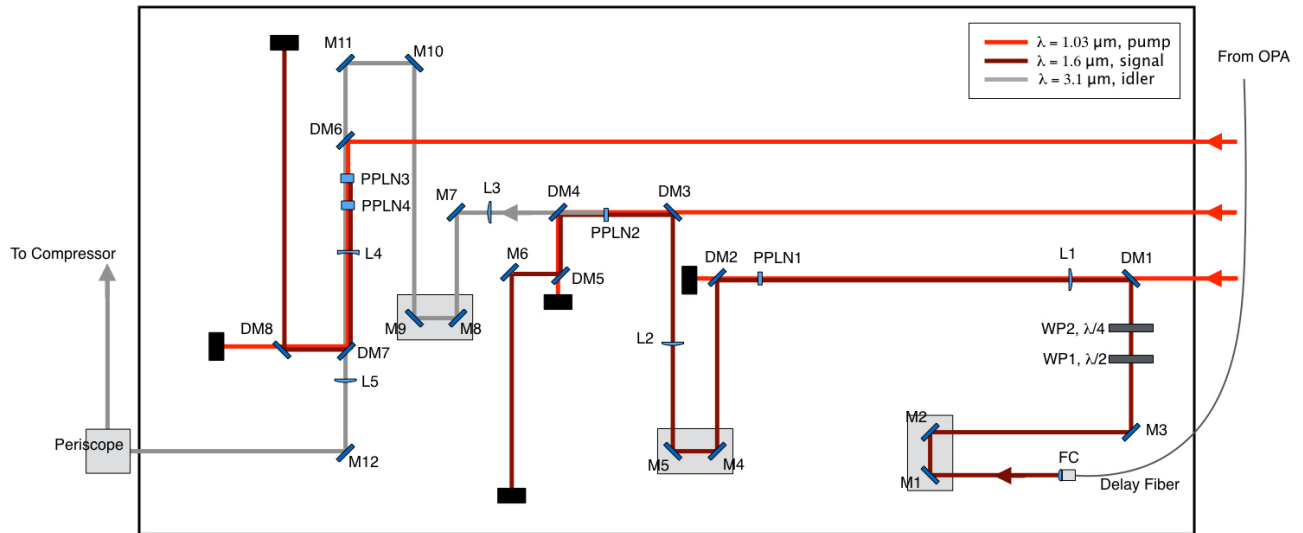 M11
M10
λ = 1.03 µm, pump
λ = 1.6 µm, signal
λ = 3.1 µm, idler
From OPA
DM6
PPLN3
PPLN4
M7
L3
DM4
DM3
PPLN2
To Compressor
L4
M6
DM5
DM2
PPLN1
L1
DM1
M9
M8
DM8
DM7
L2
WP2, λ/4
WP1, λ/2
L5
M2
M3
Periscope
M12
M5
M4
M1
FC
Delay Fiber